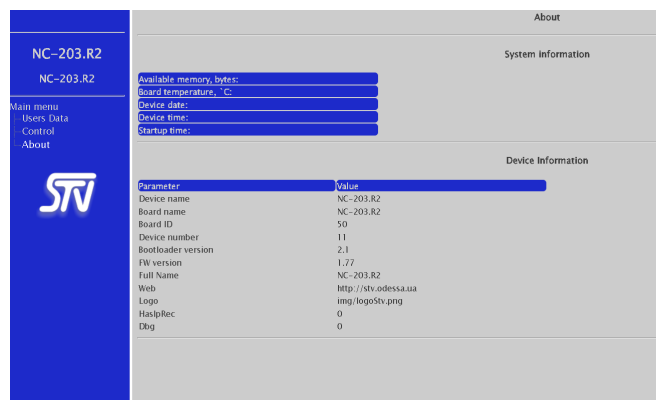 About
NC-203.R2
NC-203.R2
Main menu
Users Data
Control
About
STV
System information
Available memory, bytes:
Board temperature, `C:
Device date:
Device time:
Startup time:
Device Information
Parameter Value
Device name NC-203.R2
Board name NC-203.R2
Board ID 50
Device number 11
Bootloader version 2.1
FW version 1.77
Full Name NC-203.R2
Web http://stv.odessa.ua
Logo img/logoStv.png
HasIpRec 0
Dbg 0